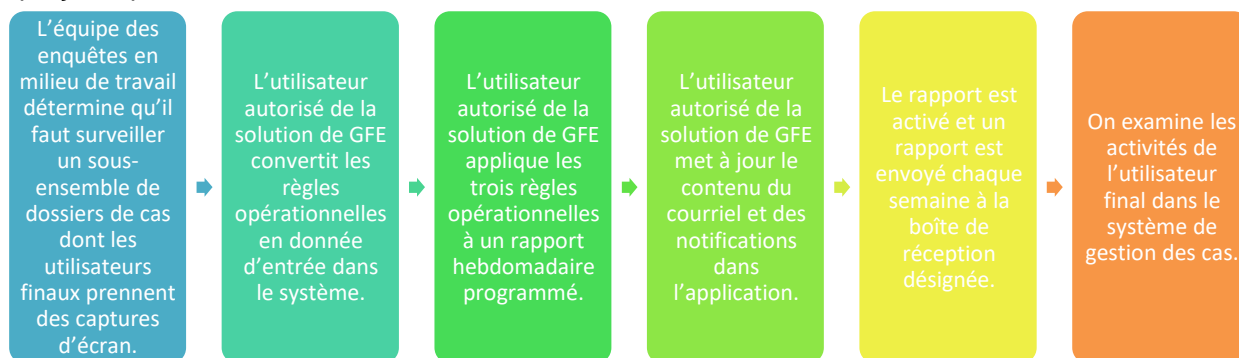 L'équipe des
enquêtes en
milieu de travail
détermine qu'il
faut surveiller
un sous-
ensemble de
dossiers de cas
dont les
utilisateurs
finaux prennent
des captures
d'écran.
L'utilisateur
autorisé de la
solution de GFE
convertit les
règles
opérationnelles
en donnée
d'entrée dans
le système.
L'utilisateur
autorisé de la
solution de GFE
applique les
trois règles
opérationnelles
à un rapport
hebdomadaire
programmé.
L'utilisateur
autorisé de la
solution de GFE
met à jour le
contenu du
courriel et des
notifications
dans
l'application.
Le rapport est
activé et un
rapport est
envoyé chaque
semaine à la
boîte de
réception
désignée.
On examine les
activités de
l'utilisateur
final dans le
système de
gestion des cas.